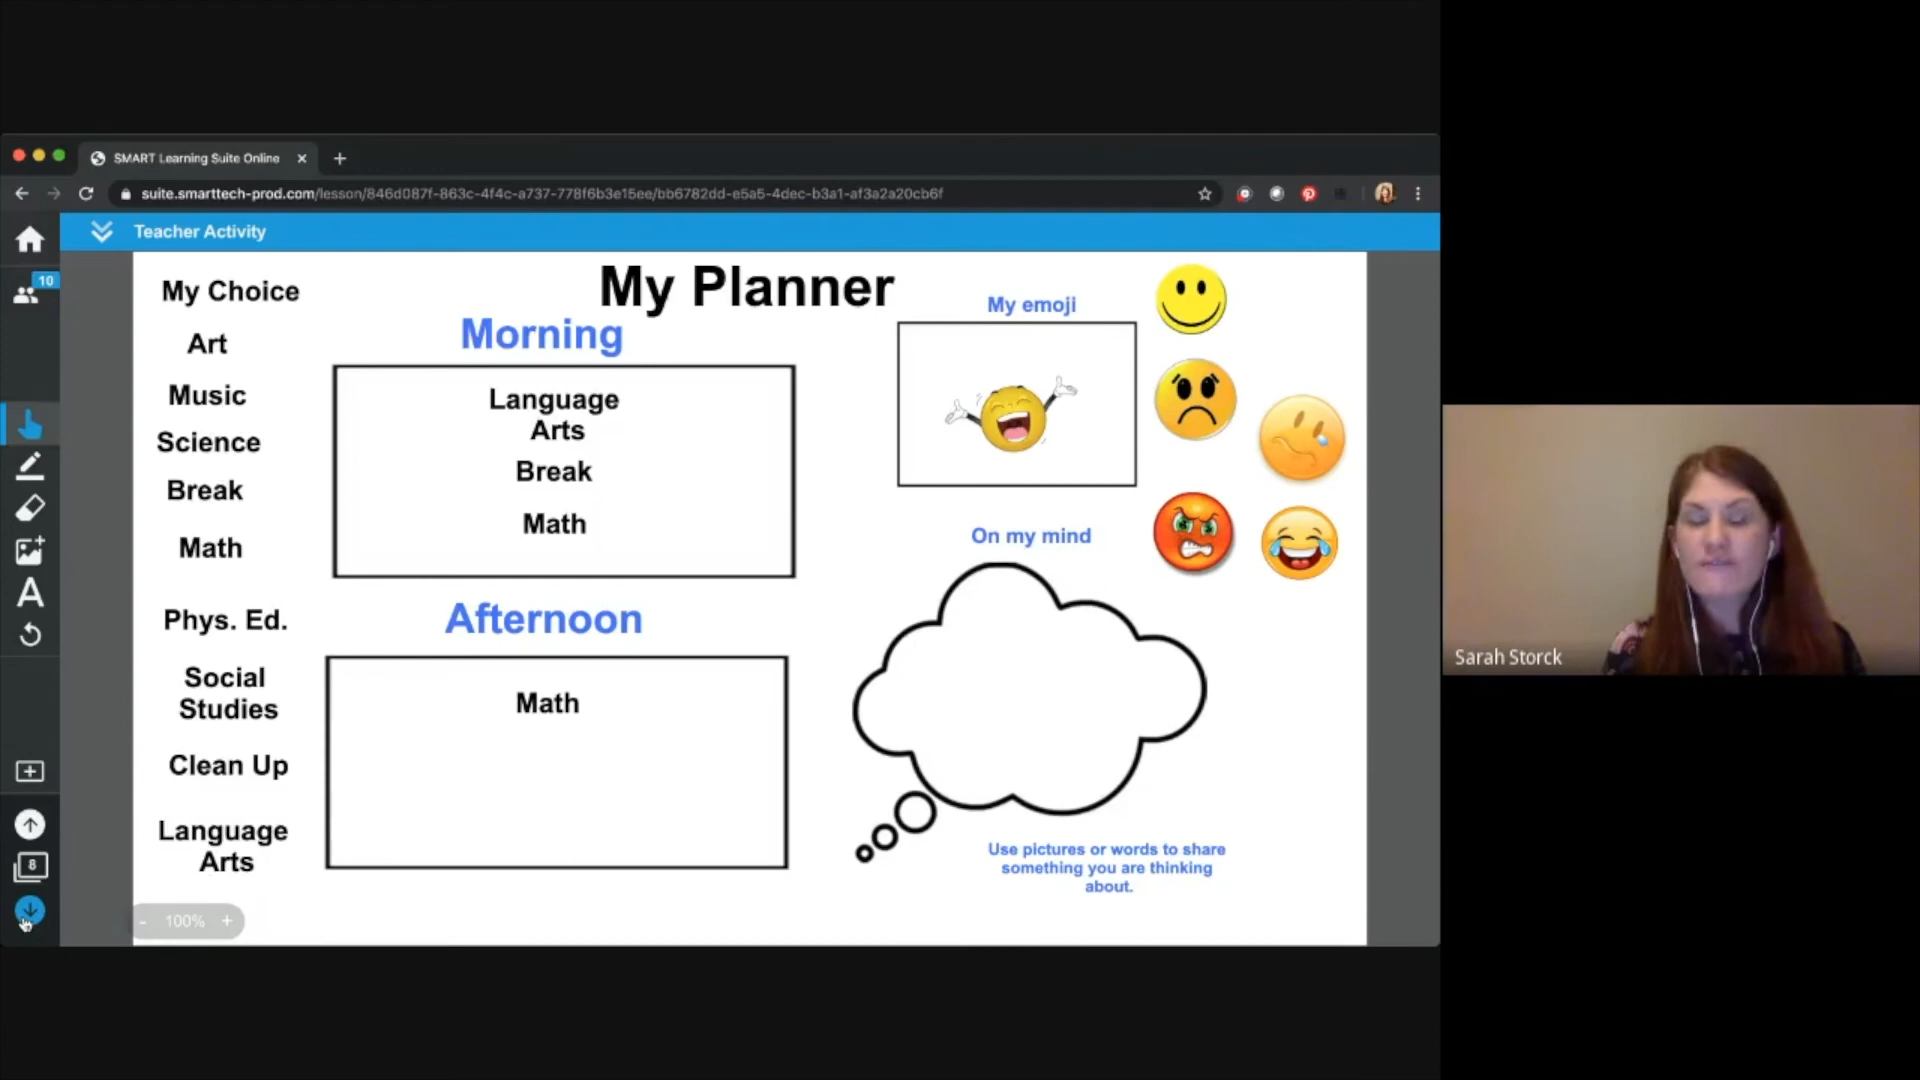 SMART Learning Suite Online
suite.smarttech-prod.com/lesson/846d087f-863c-4f4c-a737-778f6b3e15ee/bb6782dd-e5a5-4dec-b3a1-af3a2a20cb6f
Teacher Activity
10
My Choice
Art
Music
Science
Break
Math
Phys. Ed.
Social
Studies
Clean Up
Language
Arts
My Planner
Morning
Language
Arts
Break
Math
Afternoon
Math
My emoji
On my mind
Use pictures or words to share
something you are thinking
about.
A
8
- 100% +
Sarah Storck